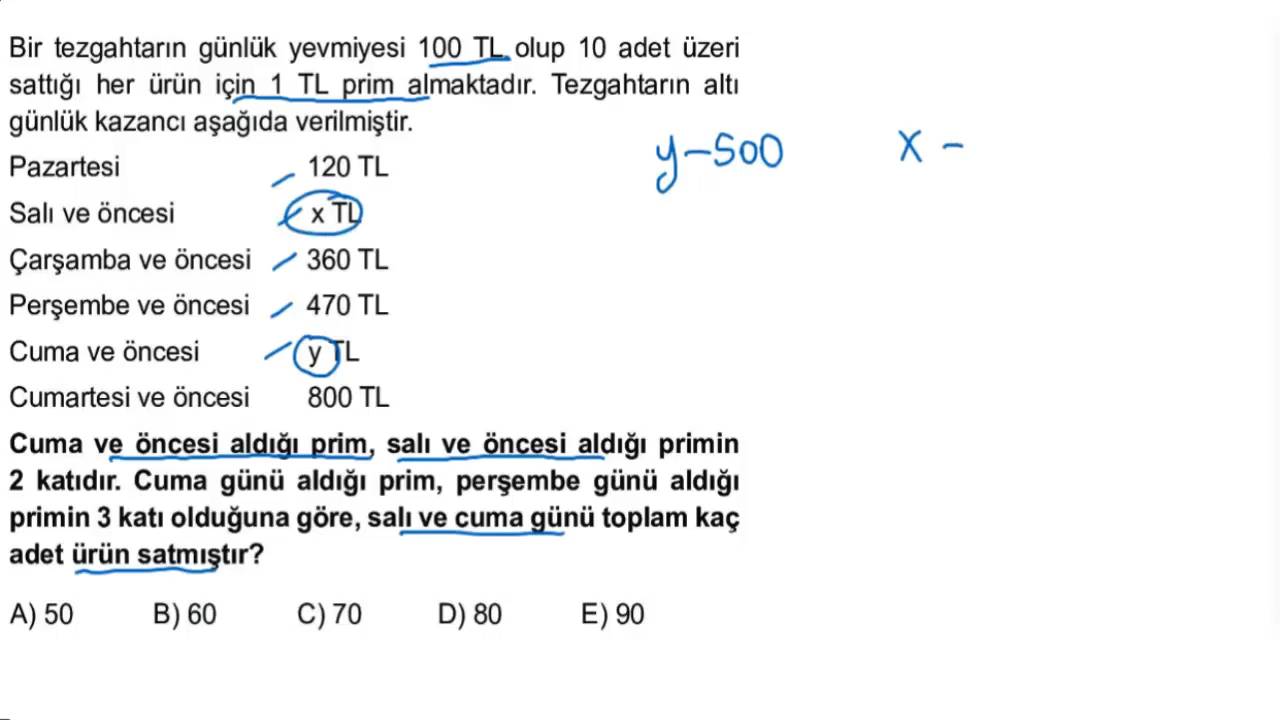 Bir tezgahtarın günlük yevmiyesi 100 TL olup 10 adet üzeri
sattığı her ürün için 1 TL prim almaktadır. Tezgahtarın altı
günlük kazancı aşağıda verilmiştir.
y-500 x -
Pazartesi 120 TL
Salı ve öncesi x TL
Çarşamba ve öncesi 360 TL
Perşembe ve öncesi 470 TL
Cuma ve öncesi y TL
Cumartesi ve öncesi 800 TL
Cuma ve öncesi aldığı prim, salı ve öncesi aldığı primin
2 katıdır. Cuma günü aldığı prim, perşembe günü aldığı
primin 3 katı olduğuna göre, salı ve cuma günü toplam kaç
adet ürün satmıştır?
A) 50 B) 60 C) 70 D) 80 E) 90